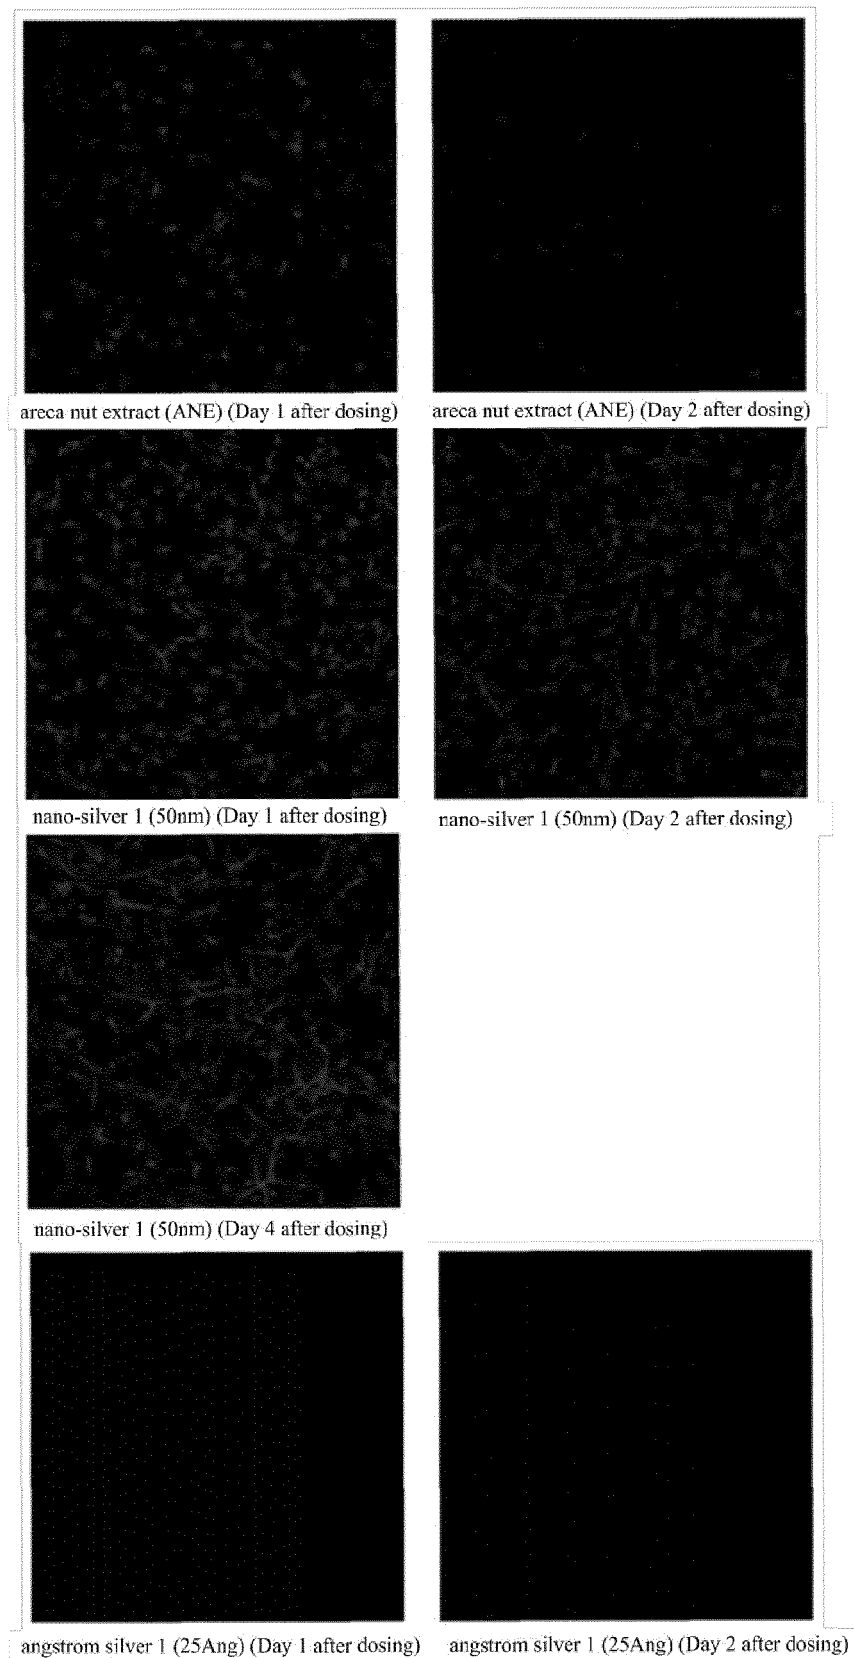 areca nut extract (ANE) (Day 1 after dosing)
areca nut extract (ANE) (Day 2 after dosing)
nano-silver 1 (50nm) (Day 1 after dosing)
nano-silver 1 (50nm) (Day 2 after dosing)
nano-silver 1 (50nm) (Day 4 after dosing)
angstrom silver 1 (25Ang) (Day 1 after dosing)
angstrom silver 1 (25Ang) (Day 2 after dosing)